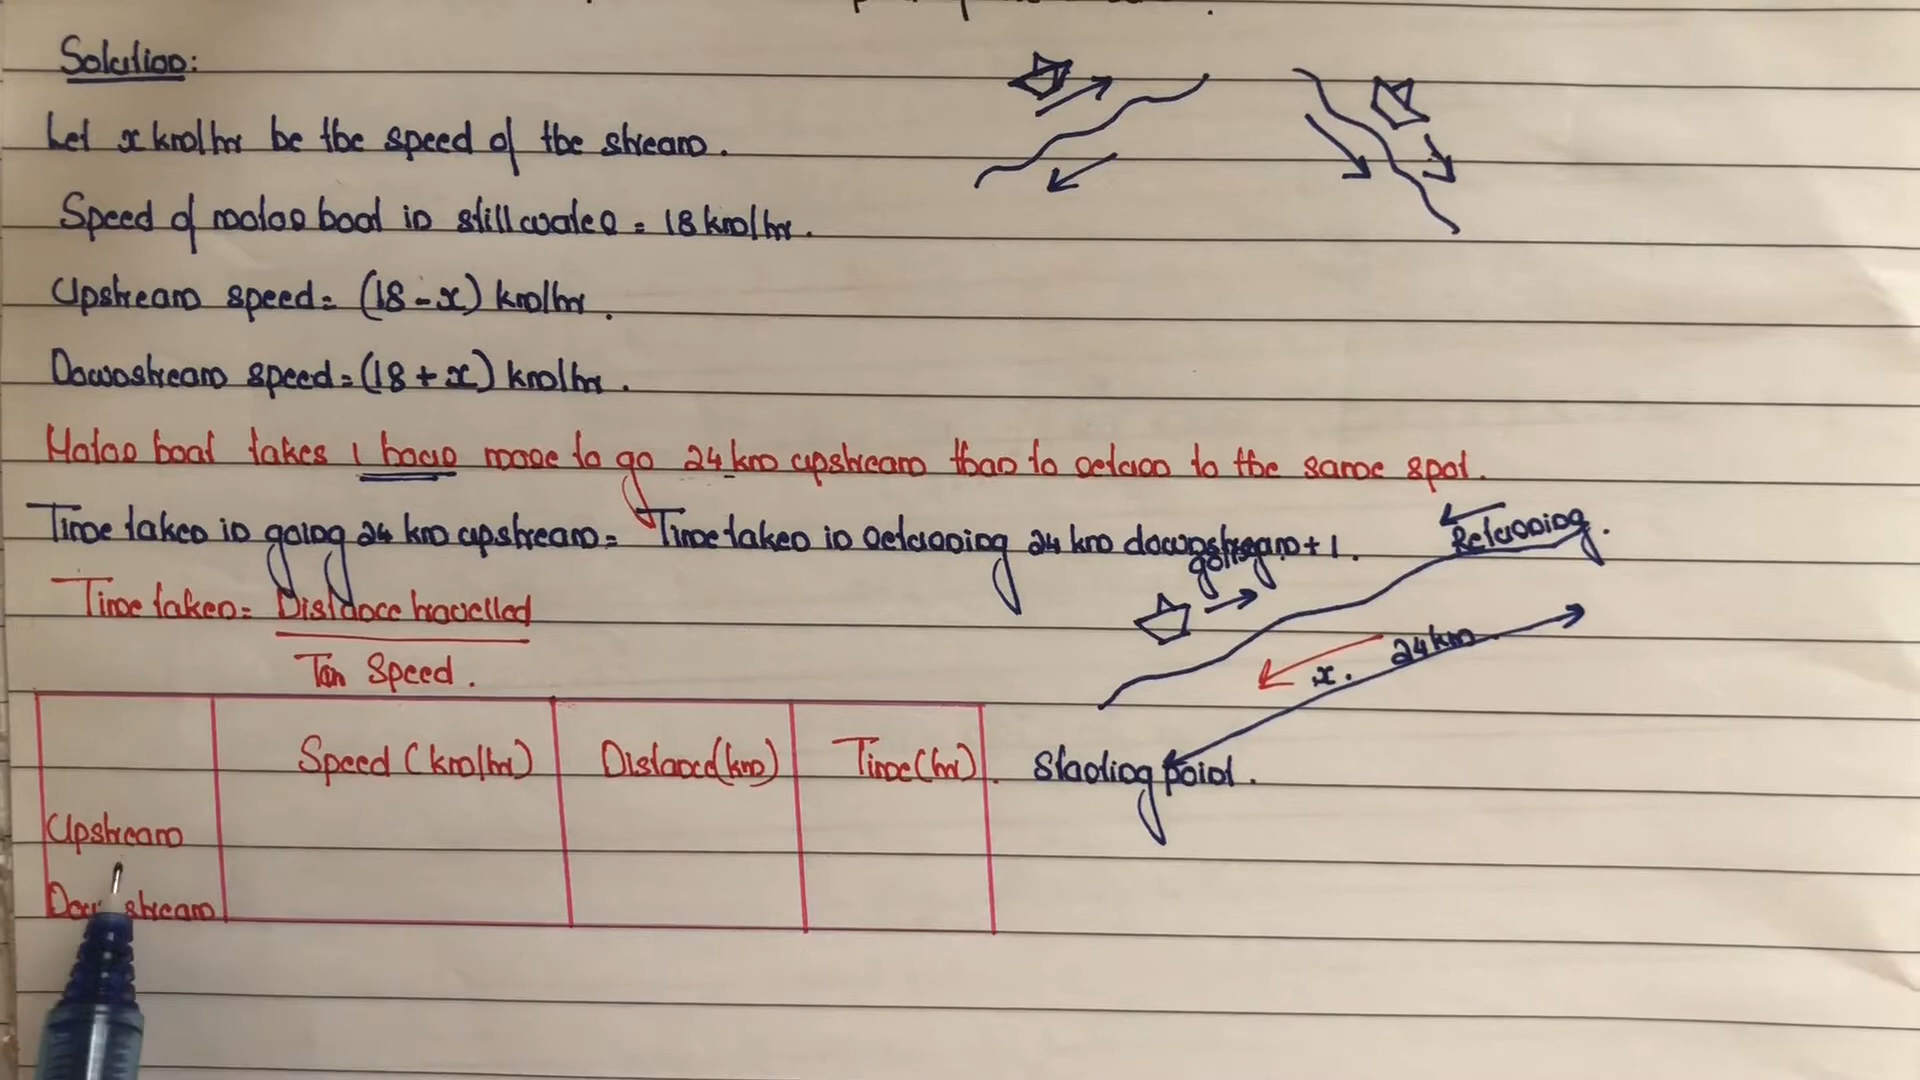 Solution:
Let x km/hr be the speed of the stream.
Speed of motor boat in still water = 18 km/hr.
Upstream speed = (18 - x) km/hr.
Downstream speed = (18 + x) km/hr.
Motor boat takes 1 hour more to go 24 km upstream than to return to the same spot.
Time taken in going 24 km upstream = Time taken in returning 24 km downstream + 1.
Returning.
going
Time taken = Distance travelled
Speed.
24 km
x.
Speed (km/hr) Distance (km) Time (hr).
Starting point.
Upstream
Downstream